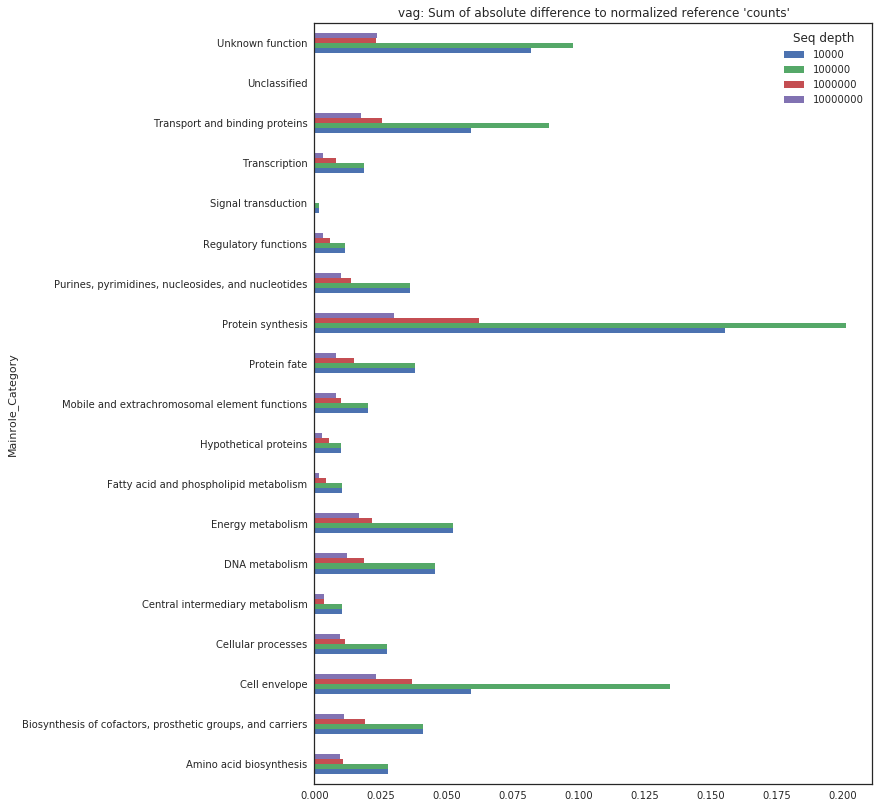 vag: Sum of absolute difference to normalized reference 'counts'
Seq depth
10000
100000
1000000
10000000
Mainrole_Category
Unknown function
Unclassified
Transport and binding proteins
Transcription
Signal transduction
Regulatory functions
Purines, pyrimidines, nucleosides, and nucleotides
Protein synthesis
Protein fate
Mobile and extrachromosomal element functions
Hypothetical proteins
Fatty acid and phospholipid metabolism
Energy metabolism
DNA metabolism
Central intermediary metabolism
Cellular processes
Cell envelope
Biosynthesis of cofactors, prosthetic groups, and carriers
Amino acid biosynthesis
0.000 0.025 0.050 0.075 0.100 0.125 0.150 0.175 0.200